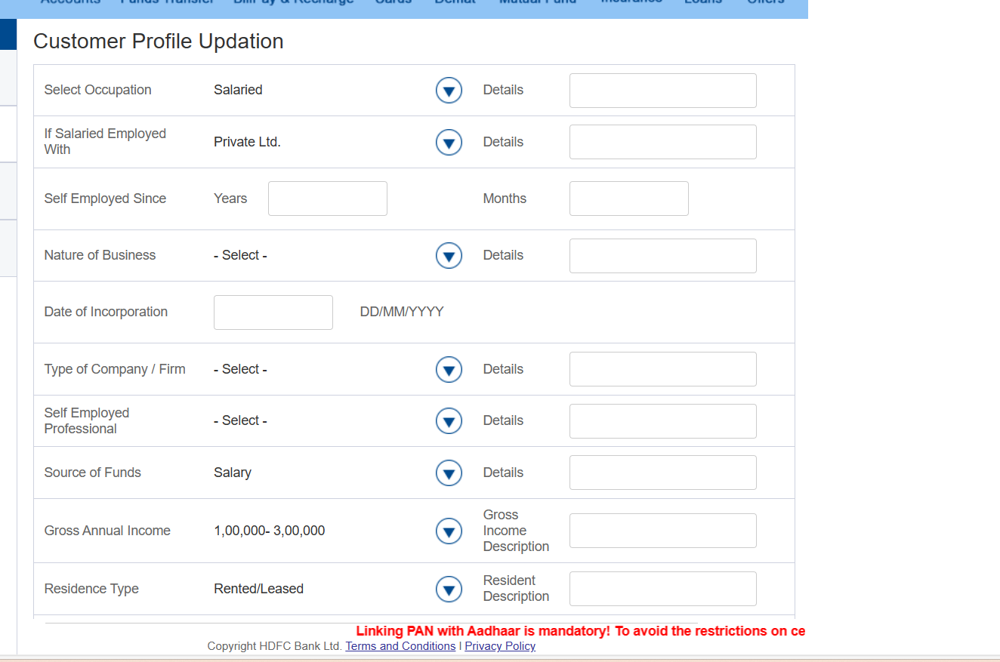 Accounts Funds Transfer BillPay & Recharge Cards Demat Mutual Fund Insurance Loans Offers
Customer Profile Updation
Select Occupation Salaried Details
If Salaried Employed
With
Private Ltd. Details
Self Employed Since Years Months
Nature of Business - Select - Details
Date of Incorporation DD/MM/YYYY
Type of Company / Firm - Select - Details
Self Employed
Professional
- Select - Details
Source of Funds Salary Details
Gross Annual Income 1,00,000- 3,00,000
Gross
Income
Description
Residence Type Rented/Leased
Resident
Description
Linking PAN with Aadhaar is mandatory! To avoid the restrictions on ce
Copyright HDFC Bank Ltd. Terms and Conditions I Privacy Policy